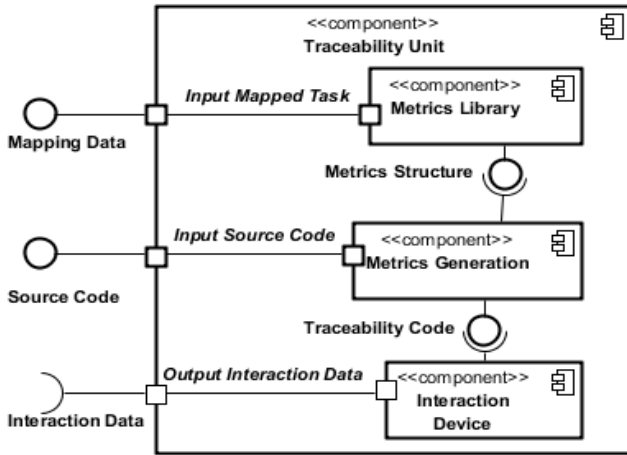 <<component>>
Traceability Unit
Input Mapped Task
<<component>>
Metrics Library
Mapping Data
Metrics Structure
Input Source Code
<<component>>
Metrics Generation
Source Code
Traceability Code
Output Interaction Data
<<component>>
Interaction
Device
Interaction Data